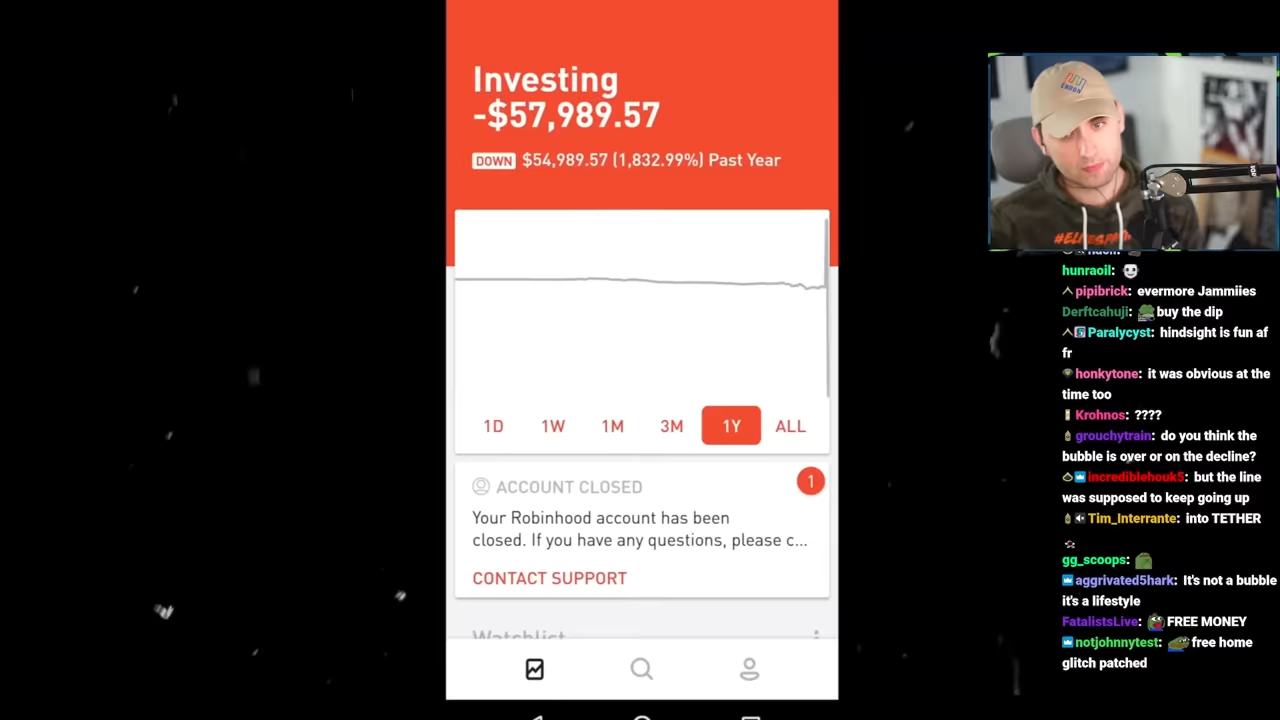 Investing
-$57,989.57
DOWN $54,989.57 (1,832.99%) Past Year
1D 1W 1M 3M 1Y ALL
ACCOUNT CLOSED
1
Your Robinhood account has been
closed. If you have any questions, please c...
CONTACT SUPPORT
Watchlist
ENRON
hunraoil:
pipibrick: evermore Jammiies
Derftcahuji: buy the dip
Paralycyst: hindsight is fun af
fr
honkytone: it was obvious at the
time too
Krohnos: ????
grouchytrain: do you think the
bubble is over or on the decline?
incrediblehouk5: but the line
was supposed to keep going up
Tim_Interrante: into TETHER
gg_scoops:
aggrivated5hark: It's not a bubble
it's a lifestyle
FatalistsLive: FREE MONEY
notjohnnytest: free home
glitch patched